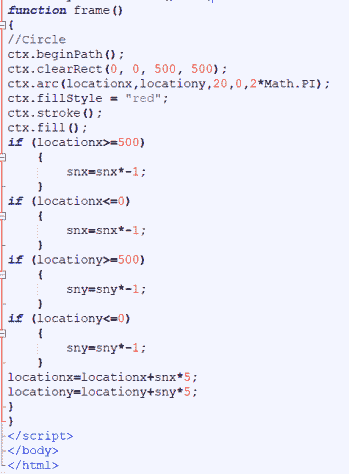 function frame()
{
//Circle
ctx.beginPath();
ctx.clearRect(0, 0, 500, 500);
ctx.arc(locationx,locationy,20,0,2*Math.PI);
ctx.fillStyle = "red";
ctx.stroke();
ctx.fill();
if (locationx>=500)
{
snx=snx*-1;
}
if (locationx<=0)
{
snx=snx*-1;
}
if (locationy>=500)
{
sny=sny*-1;
}
if (locationy<=0)
{
sny=sny*-1;
}
locationx=locationx+snx*5;
locationy=locationy+sny*5;
}
}
</script>
</body>
</html>